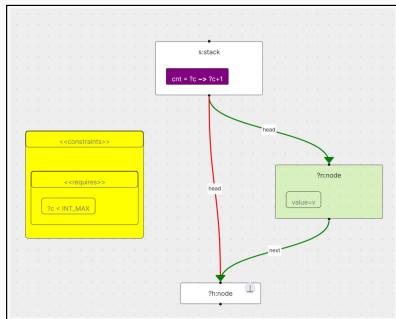 s:stack
cnt = ?c ~> ?c+1
head
<<constraints>>
<<requires>>
?c < INT_MAX
head
?n:node
value=v
next
?h:node